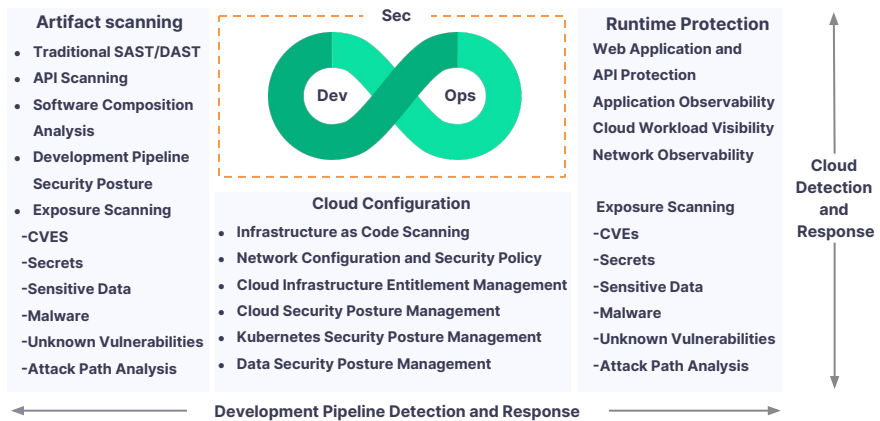 Artifact scanning
• Traditional SAST/DAST
• API Scanning
• Software Composition
Analysis
• Development Pipeline
Security Posture
• Exposure Scanning
-CVES
-Secrets
-Sensitive Data
-Malware
-Unknown Vulnerabilities
-Attack Path Analysis
Sec
Dev
Ops
Cloud Configuration
• Infrastructure as Code Scanning
• Network Configuration and Security Policy
• Cloud Infrastructure Entitlement Management
• Cloud Security Posture Management
• Kubernetes Security Posture Management
• Data Security Posture Management
Runtime Protection
Web Application and
API Protection
Application Observability
Cloud Workload Visibility
Network Observability
Exposure Scanning
-CVEs
-Secrets
-Sensitive Data
-Malware
-Unknown Vulnerabilities
-Attack Path Analysis
Cloud
Detection
and
Response
Development Pipeline Detection and Response